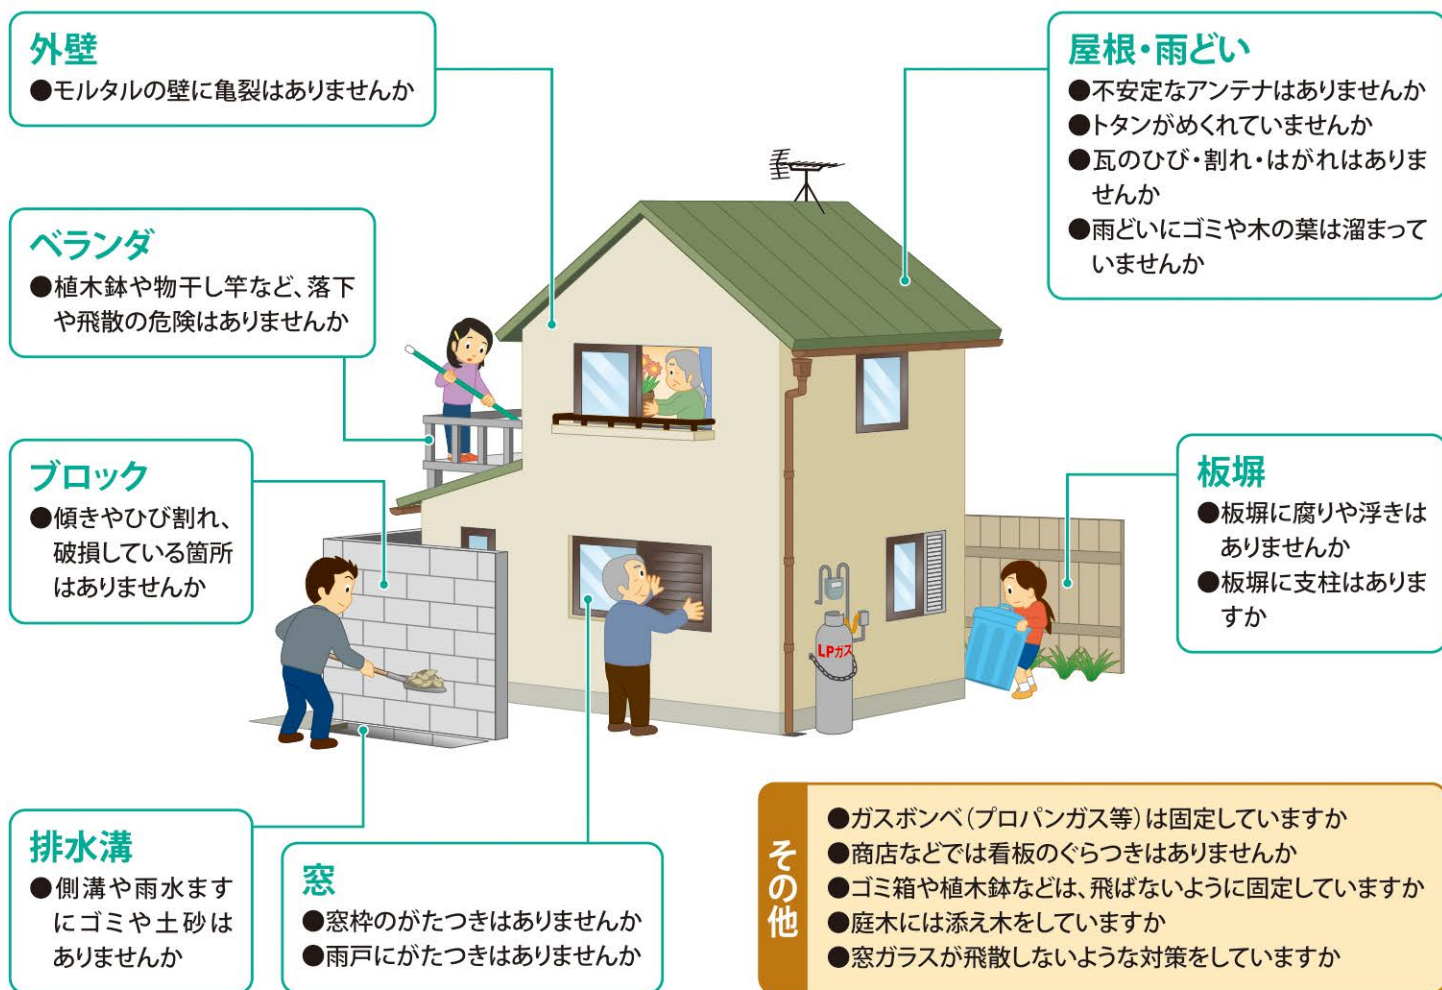 外壁
●モルタルの壁に亀裂はありませんか
屋根・雨どい
●不安定なアンテナはありませんか
●トタンがめくれていませんか
●瓦のひび・割れ・はがれはありま
せんか
●雨どいにゴミや木の葉は溜まって
いませんか
ベランダ
●植木鉢や物干し竿など、落下
や飛散の危険はありませんか
ブロック
●傾きやひび割れ、
破損している箇所
はありませんか
板塀
●板塀に腐りや浮きは
ありませんか
●板塀に支柱はありま
すか
LPガス
排水溝
●側溝や雨水ます
にゴミや土砂は
ありませんか
窓
●窓枠のがたつきはありませんか
●雨戸にがたつきはありませんか
その他
●ガスボンベ(プロパンガス等)は固定していますか
●商店などでは看板のぐらつきはありませんか
●ゴミ箱や植木鉢などは、飛ばないように固定していますか
●庭木には添え木をしていますか
●窓ガラスが飛散しないような対策をしていますか